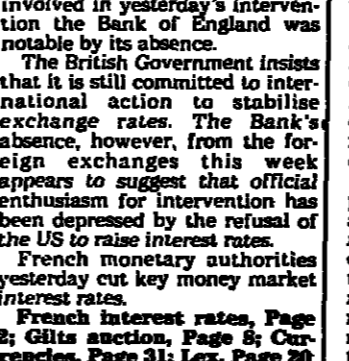 involved in yesterday's interven-
tion the Bank of England was
notable by its absence.
The British Government insists
that it is still committed to inter-
national action to stabilise
exchange rates. The Bank's
absence, however, from the for-
eign exchanges this week
appears to suggest that official
enthusiasm for intervention has
been depressed by the refusal of
the US to raise interest rates.
French monetary authorities
yesterday cut key money market
interest rates.
French interest rates, Page
2; Gilts auction, Page 8; Cur-
rencies, Page 31; Lex, Page 20